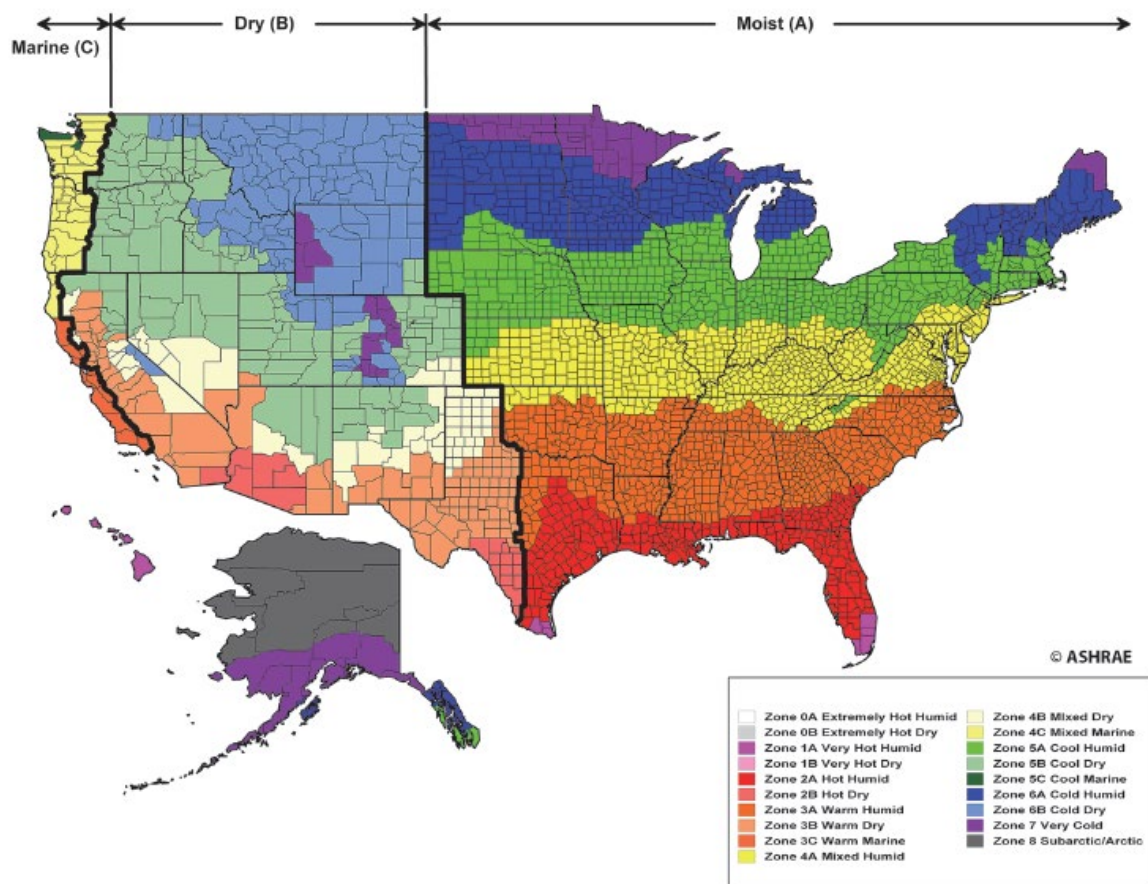 Marine (C)
Dry (B)
Moist (A)
© ASHRAE
Zone 0A Extremely Hot Humid
Zone 0B Extremely Hot Dry
Zone 1A Very Hot Humid
Zone 1B Very Hot Dry
Zone 2A Hot Humid
Zone 2B Hot Dry
Zone 3A Warm Humid
Zone 3B Warm Dry
Zone 3C Warm Marine
Zone 4A Mixed Humid
Zone 4B MIxed Dry
Zone 4C Mixed Marine
Zone 5A Cool Humid
Zone 5B Cool Dry
Zone 5C Cool Marine
Zone 6A Cold Humid
Zone 6B Cold Dry
Zone 7 Very Cold
Zone 8 Subarctic/Arctic